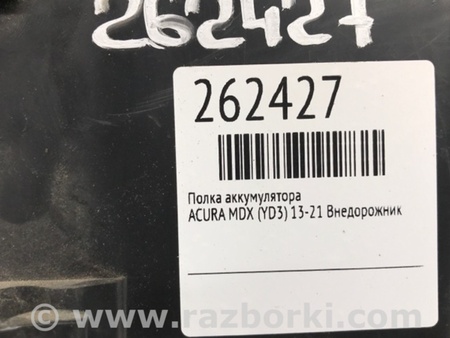 262427
262427
Полка аккумулятора
ACURA MDX (YD3) 13-21 Внедорожник
© www.razborki.com